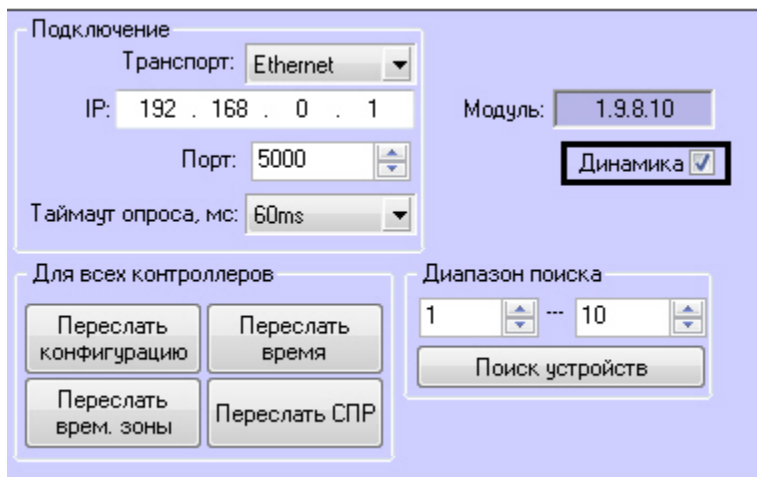 Подключение
Транспорт: Ethernet
IP: 192 . 168 . 0 . 1
Порт: 5000
Таймаут опроса, мс: 60ms
Модуль: 1.9.8.10
Динамика
Для всех контроллеров
Переслать
конфигурацию
Переслать
время
Переслать
врем. зоны
Переслать СПР
Диапазон поиска
1 --- 10
Поиск устройств